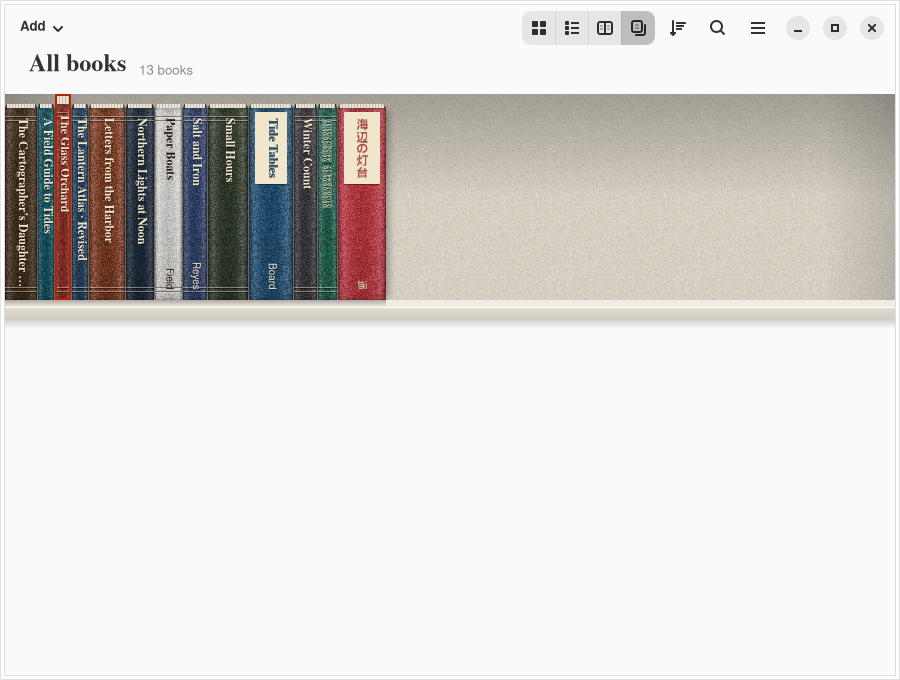 Add
All books
13 books
The Cartographer's Daughter …
A Field Guide to Tides
The Glass Orchard
The Lantern Atlas · Revised
Letters from the Harbor
Northern Lights at Noon
Paper Boats
Field
Salt and Iron
Reyes
Small Hours
Tide Tables
Board
Winter Count
海辺の灯台